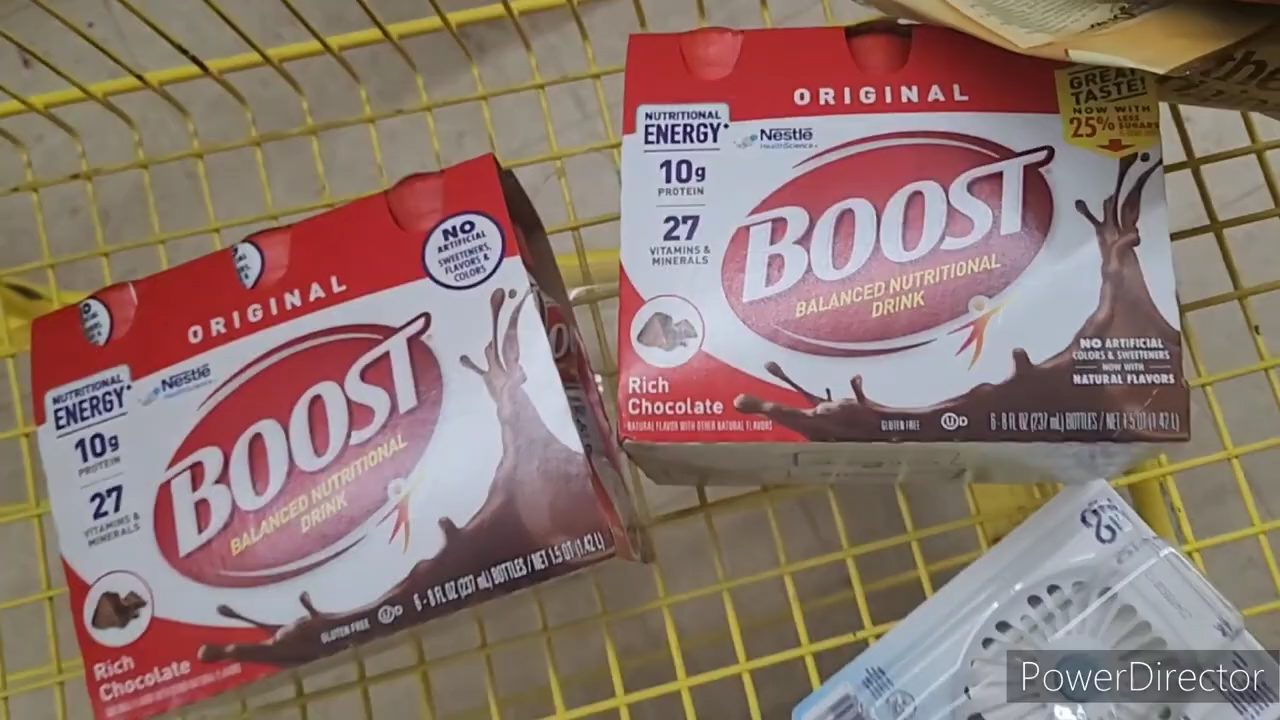 ORIGINAL
NO
ARTIFICIAL
SWEETENERS,
FLAVORS &
COLORS
NUTRITIONAL
ENERGY*
10g
PROTEIN
27
VITAMINS &
MINERALS
Nestlé
HealthScience
BOOST
BALANCED NUTRITIONAL
DRINK
Rich
Chocolate
GLUTEN FREE
6 - 8 FL OZ (237 mL) BOTTLES / NET 1.5 QT (1.42 L)
ORIGINAL
GREAT
TASTE!
NOW WITH
25% LESS SUGARS
NUTRITIONAL
ENERGY*
10g
PROTEIN
27
VITAMINS &
MINERALS
Nestlé
HealthScience
BOOST
BALANCED NUTRITIONAL
DRINK
Rich
Chocolate
NATURAL FLAVOR WITH OTHER NATURAL FLAVORS
NO ARTIFICIAL
COLORS & SWEETENERS
NOW WITH
NATURAL FLAVORS
GLUTEN FREE
U D
6 - 8 FL OZ (237 mL) BOTTLES / NET 1.5 QT (1.42 L)
the
PowerDirector